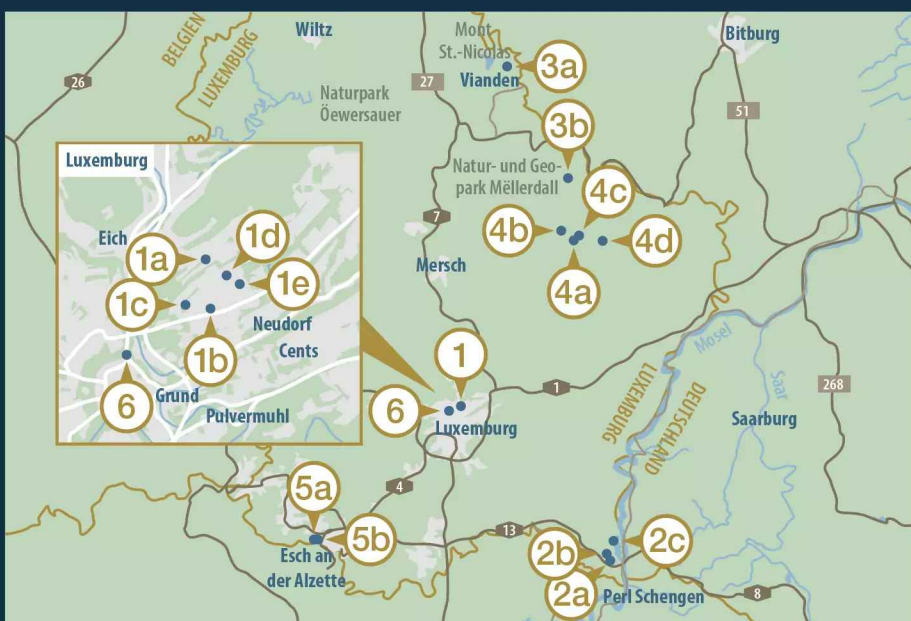 BELGIEN
LUXEMBURG
Wiltz
Mont
St.-Nicolas
Vianden
3a
Bitburg
26
27
Naturpark
Öewersauer
3b
51
Natur- und Geo-
park Mëllerdall
4c
4b
4d
4a
7
Mersch
Luxemburg
Eich
1a
1d
1e
1c
Neudorf
1b
Cents
6
Grund
Pulvermuhl
1
6
Luxemburg
1
Mosel
LUXEMBURG
DEUTSCHLAND
Saar
268
Saarburg
4
5a
5b
Esch an
der Alzette
13
2b
2c
2a
Perl Schengen
8